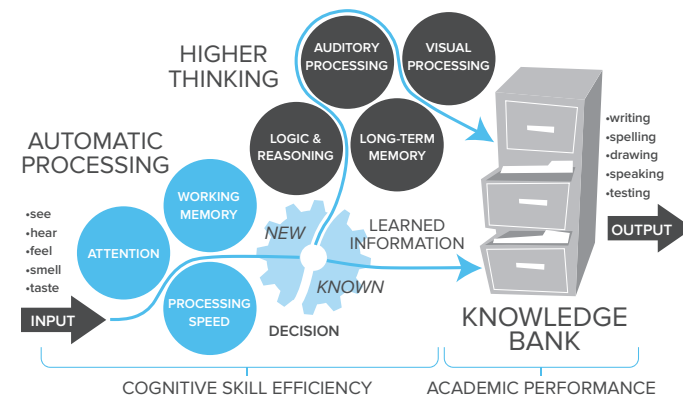 HIGHER
THINKING
AUDITORY
PROCESSING
VISUAL
PROCESSING
LOGIC &
REASONING
LONG-TERM
MEMORY
AUTOMATIC
PROCESSING
•see
•hear
•feel
•smell
•taste
INPUT
ATTENTION
WORKING
MEMORY
PROCESSING
SPEED
NEW
KNOWN
DECISION
LEARNED
INFORMATION
•writing
•spelling
•drawing
•speaking
•testing
OUTPUT
KNOWLEDGE
BANK
COGNITIVE SKILL EFFICIENCY
ACADEMIC PERFORMANCE